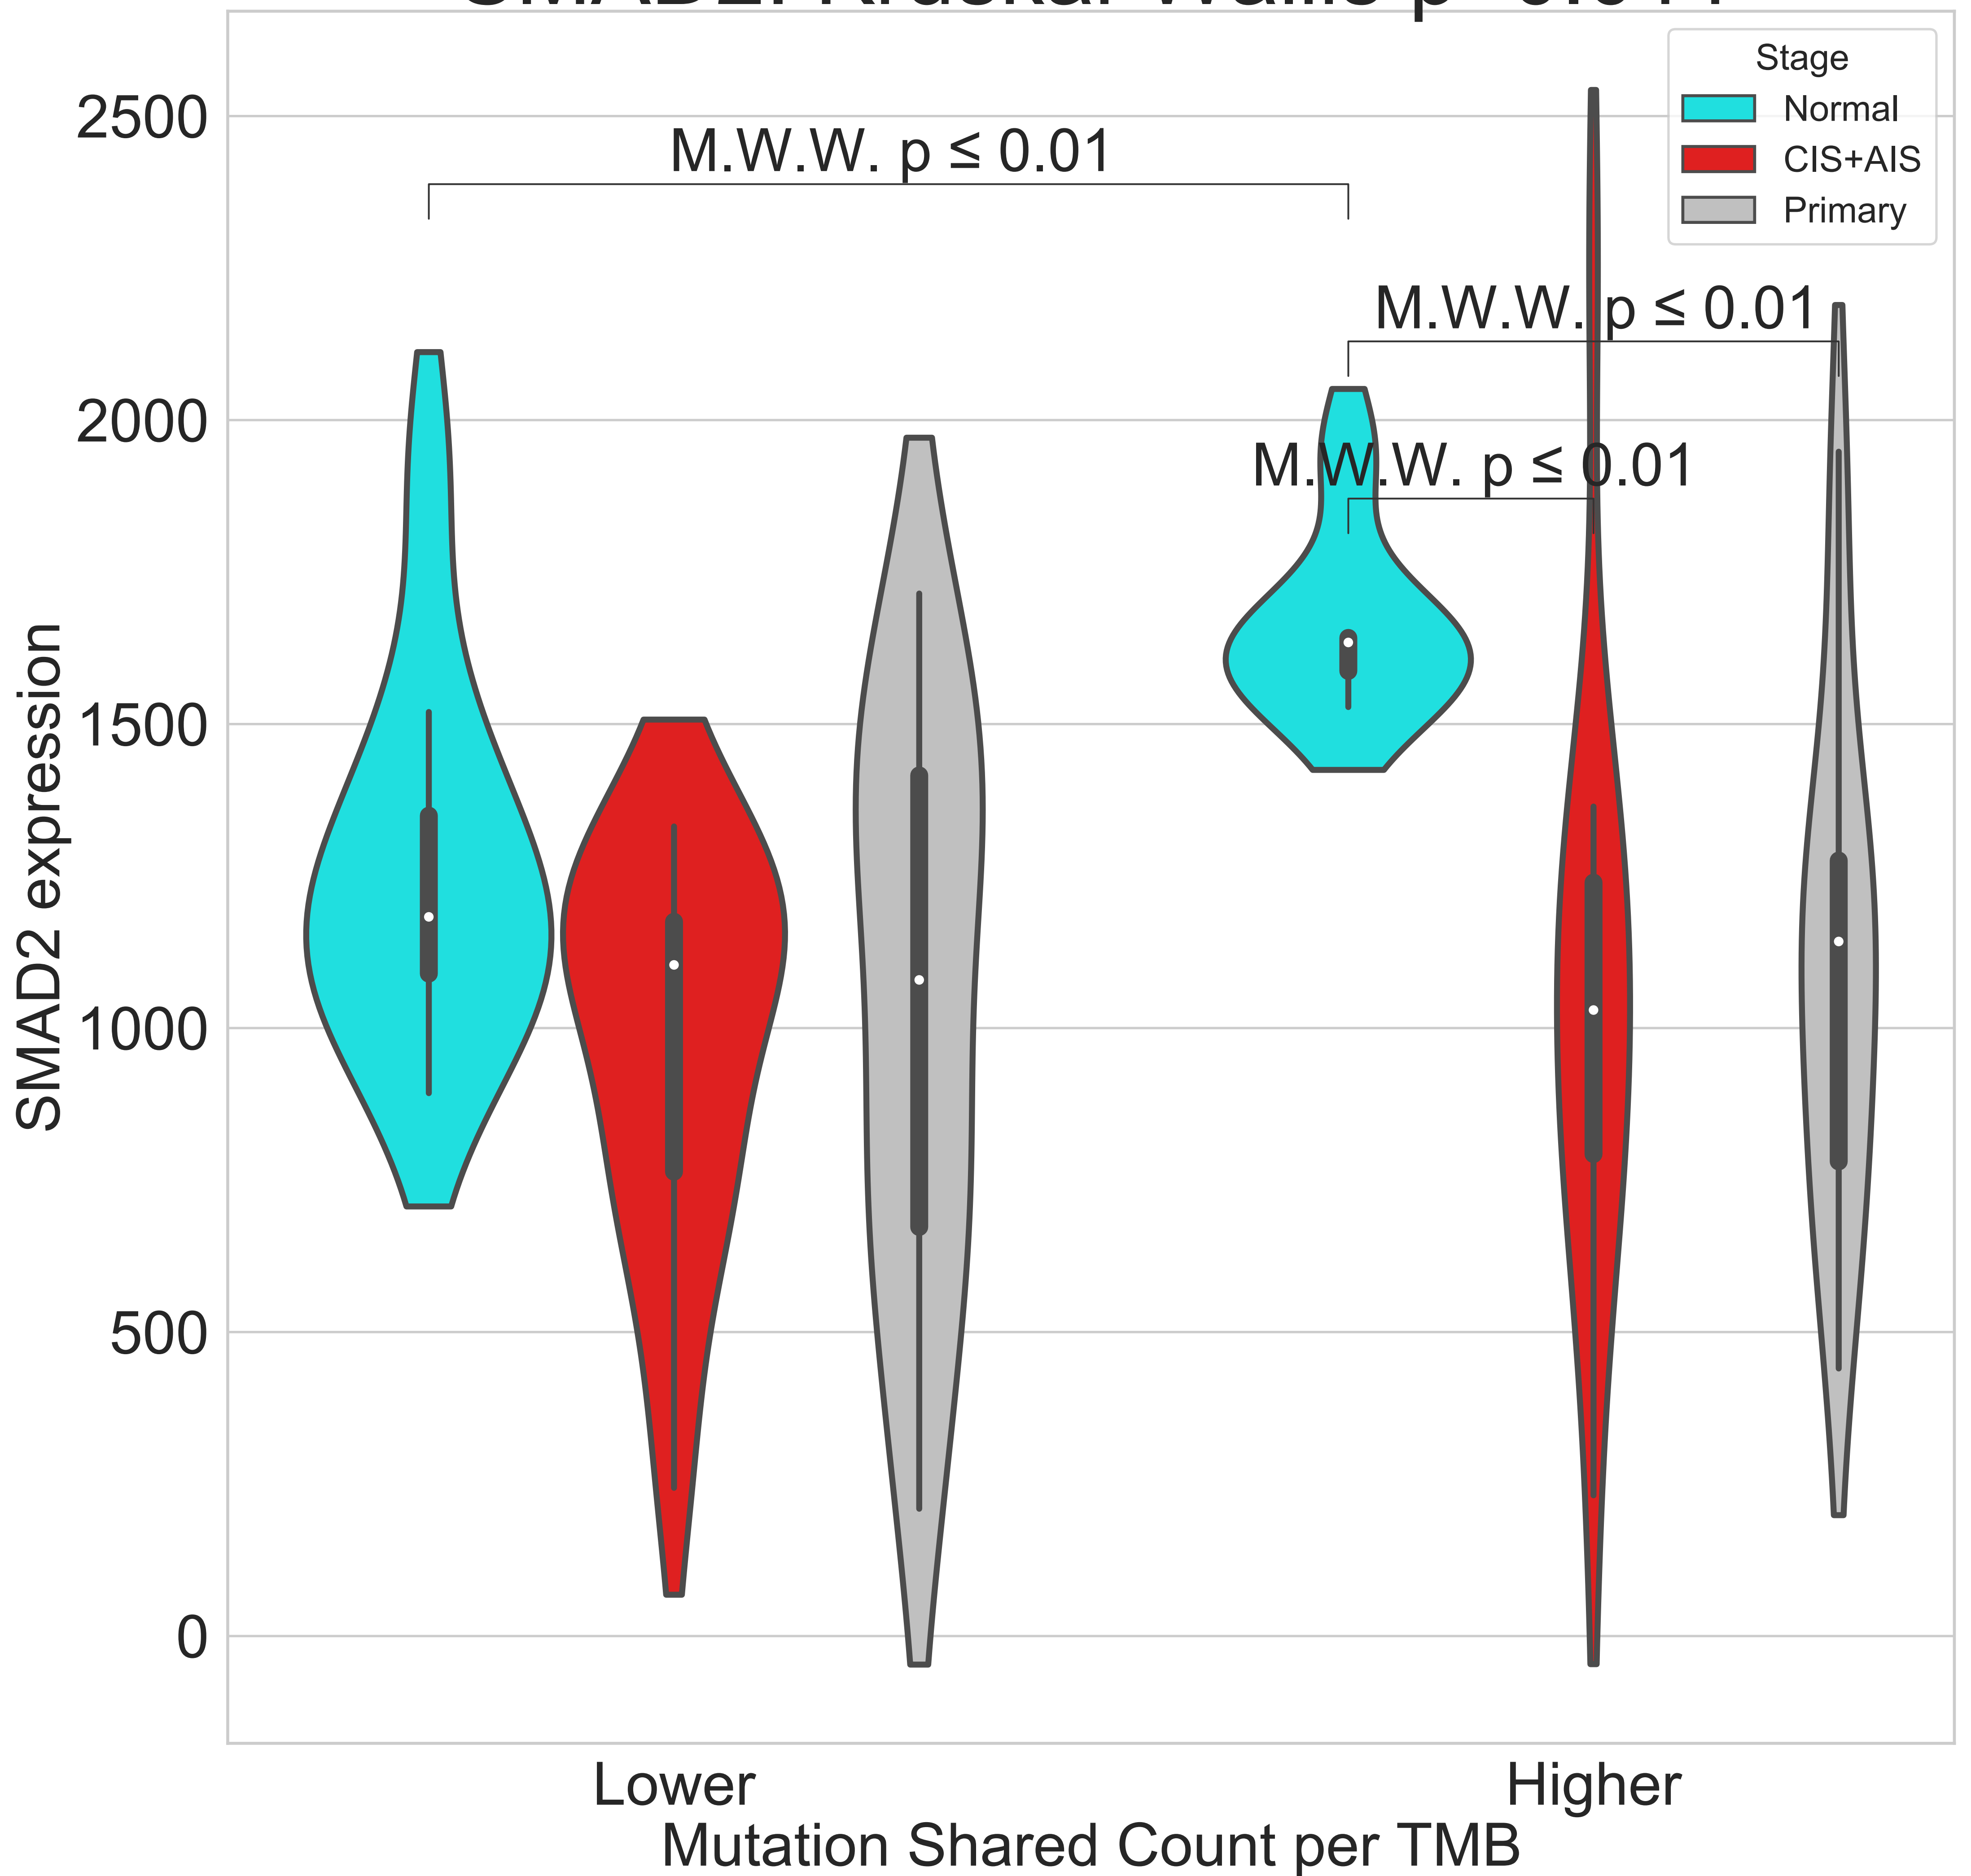 Stage
Normal
CIS+AIS
Primary
2500
2000
1500
1000
500
0
M.W.W. p ≤ 0.01
M.W.W. p ≤ 0.01
M.W.W. p ≤ 0.01
SMAD2 expression
Lower
Higher
Mutation Shared Count per TMB